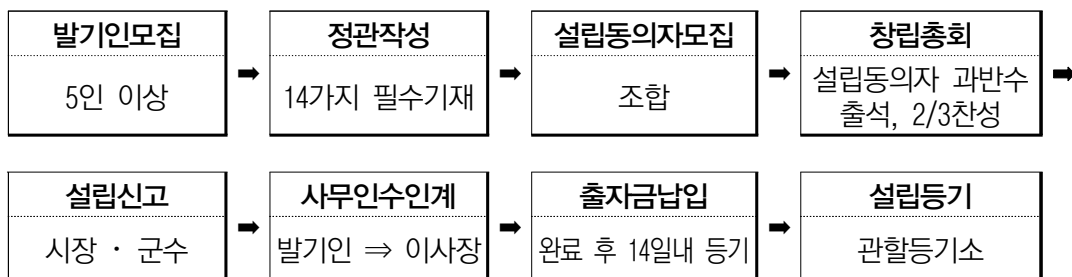 발기인모집
5인 이상
➡
정관작성
14가지 필수기재
➡
설립동의자모집
조합
➡
창립총회
설립동의자 과반수
출석, 2/3찬성
➡
설립신고
시장 · 군수
➡
사무인수인계
발기인 ⇒ 이사장
➡
출자금납입
완료 후 14일내 등기
➡
설립등기
관할등기소